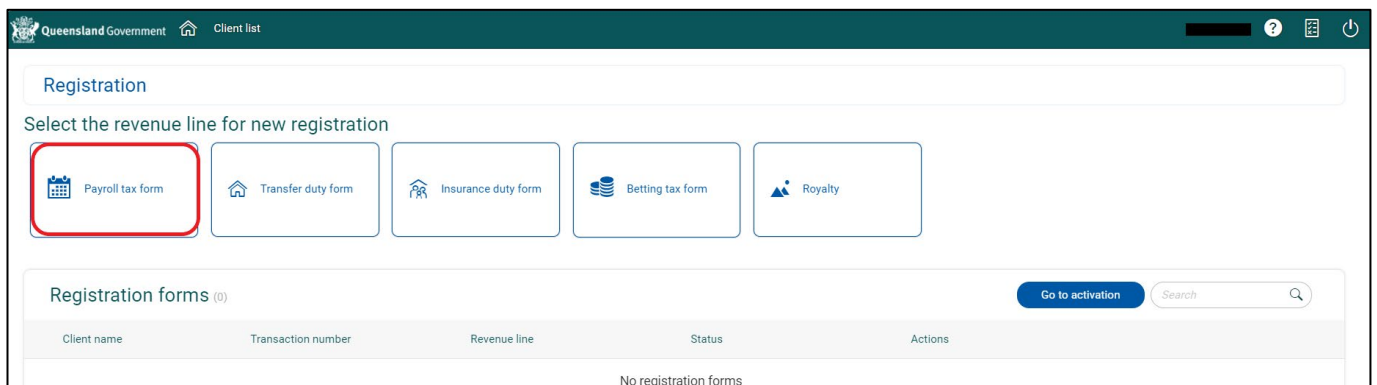 Queensland Government Client list ?
Registration
Select the revenue line for new registration
Payroll tax form Transfer duty form Insurance duty form Betting tax form Royalty
Registration forms (0) Go to activation Search
Client name Transaction number Revenue line Status Actions
No registration forms